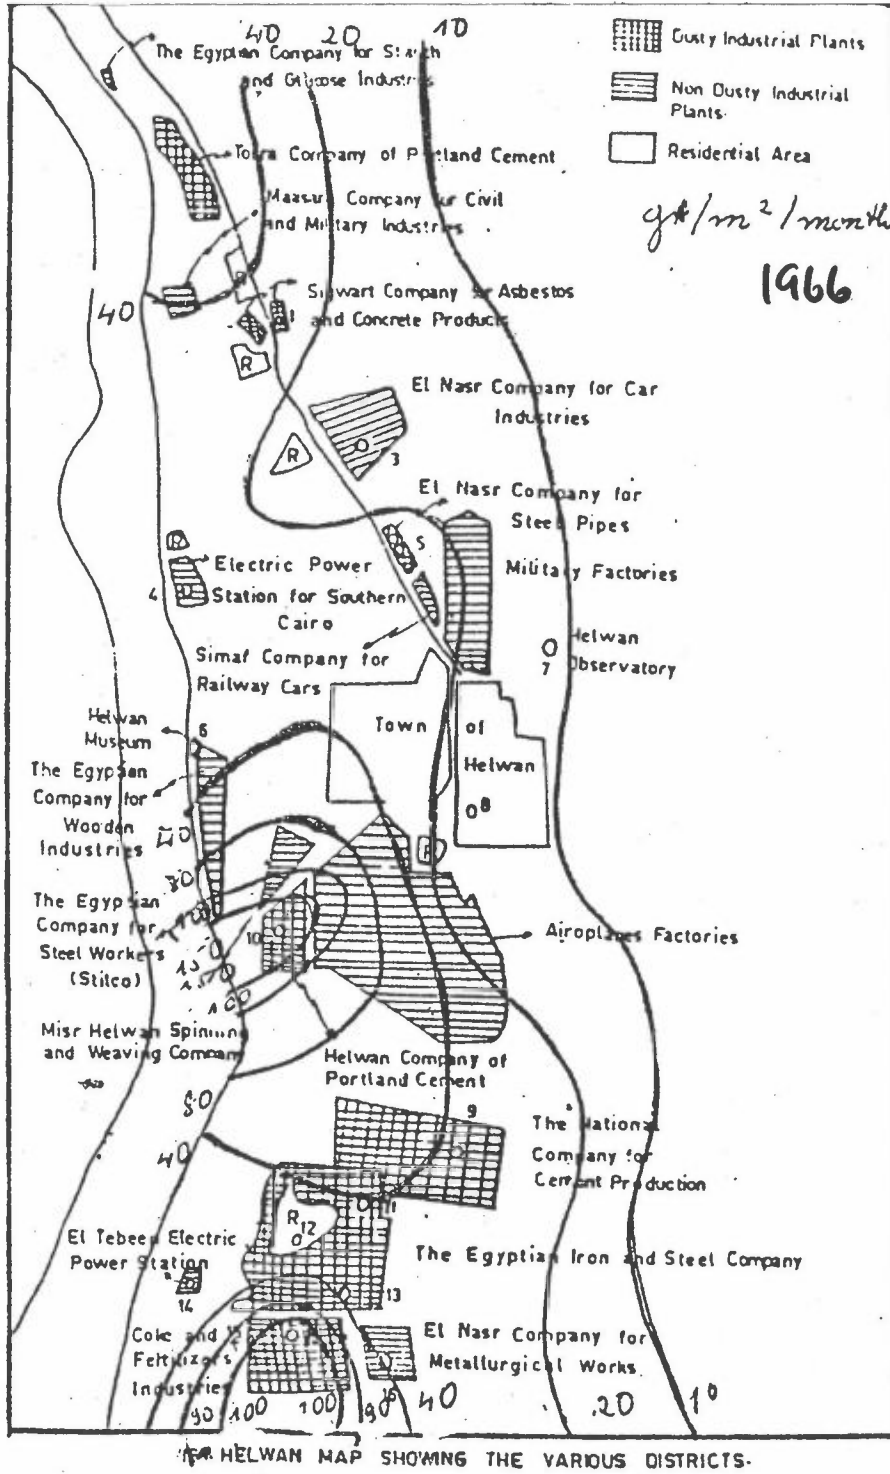 40 20 10
The Egyptian Company for Starch
and Glucose Industries
Dusty Industrial Plants
Non Dusty Industrial
Plants.
Residential Area
Toura Company of Portland Cement
gm/m²/month
1966
Maasura Company for Civil
and Military Industries
R
40
Sigwart Company for Asbestos
and Concrete Products
1
R
El Nasr Company for Car
Industries
R
3
El Nasr Company for
Steel Pipes
5
R
Electric Power
Station for Southern
Cairo
4
Military Factories
Helwan
Observatory
7
Simaf Company for
Railway Cars
Helwan
Museum
6
Town of
Helwan
8
The Egyptian
Company for
Wooden
Industries
40
80
R
The Egyptian
Company for
Steel Workers
(Stilco)
10
100
Airoplanes Factories
Misr Helwan Spinning
and Weaving Company
Helwan Company of
Portland Cement
80
40
9
The National
Company for
Cement Production
11
R 12
El Tebeen Electric
Power Station
14
The Egyptian Iron and Steel Company
13
Coke and
Fertilizers
Industries
El Nasr Company for
Metallurgical Works
90 100 100 90 40 20 10
HELWAN MAP SHOWING THE VARIOUS DISTRICTS.